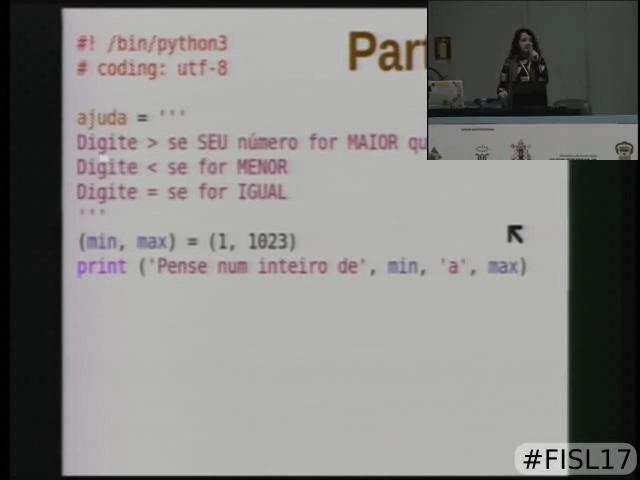 #! /bin/python3
# coding: utf-8
Part
ajuda = '''
Digite > se SEU número for MAIOR qu
Digite < se for MENOR
Digite = se for IGUAL
'''
(min, max) = (1, 1023)
print ('Pense num inteiro de', min, 'a', max)
#FISL17